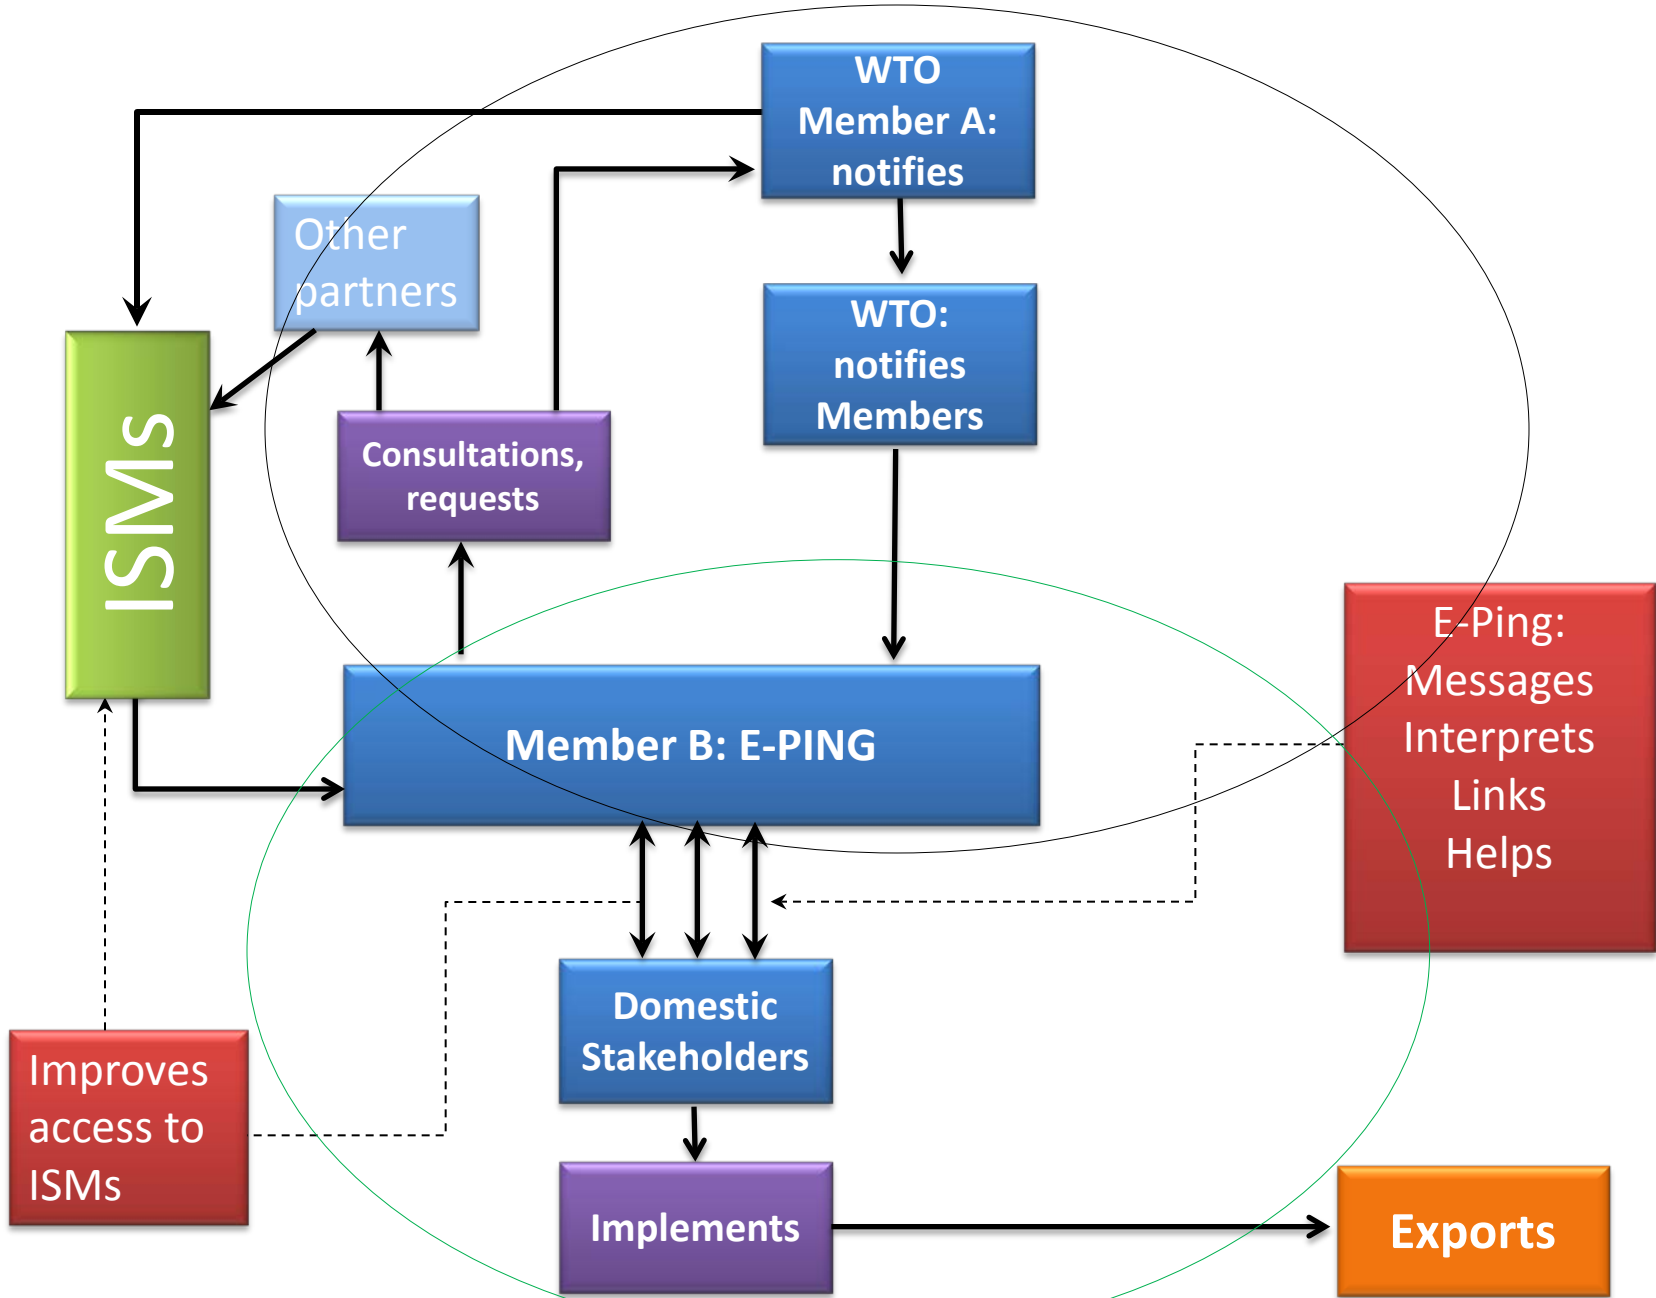 WTO
Member A:
notifies
Other
partners
WTO:
notifies
Members
ISMs
Consultations,
requests
E-Ping:
Messages
Interprets
Links
Helps
Member B: E-PING
Domestic
Stakeholders
Improves
access to
ISMs
Implements
Exports